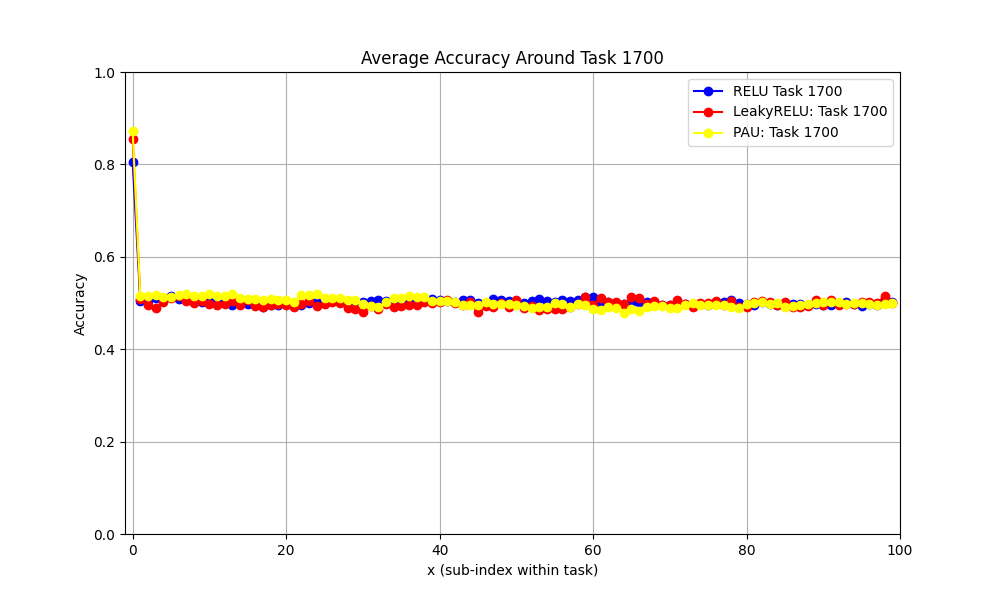 Average Accuracy Around Task 1700
1.0
0.8
0.6
0.4
0.2
0.0
Accuracy
RELU Task 1700
LeakyRELU: Task 1700
PAU: Task 1700
0 20 40 60 80 100
x (sub-index within task)